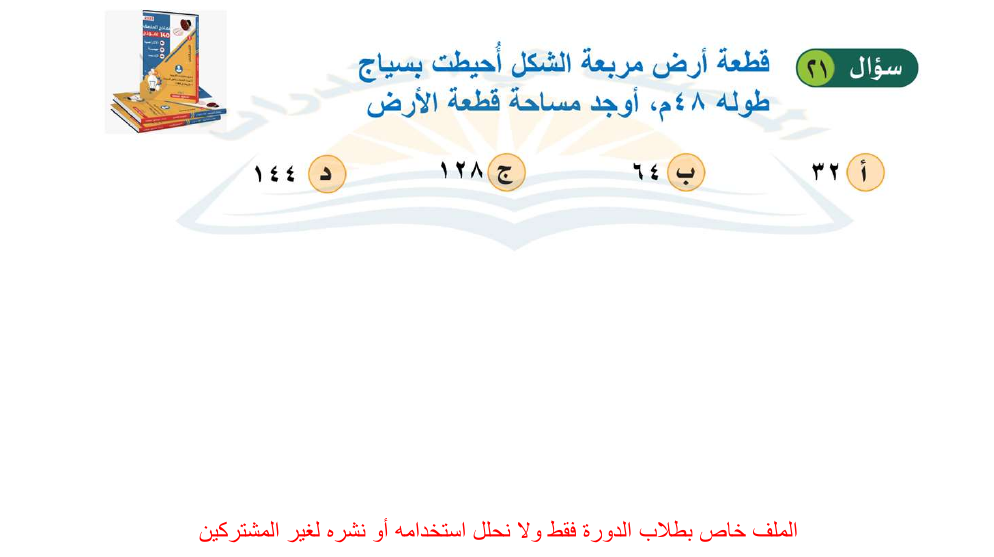 سؤال ٢١
قطعة أرض مربعة الشكل أُحيطت بسياج
طوله ٤٨م، أوجد مساحة قطعة الأرض
أ ٣٢ ب ٦٤ ج ١٢٨ د ١٤٤
الملف خاص بطلاب الدورة فقط ولا نحلل استخدامه أو نشره لغير المشتركين